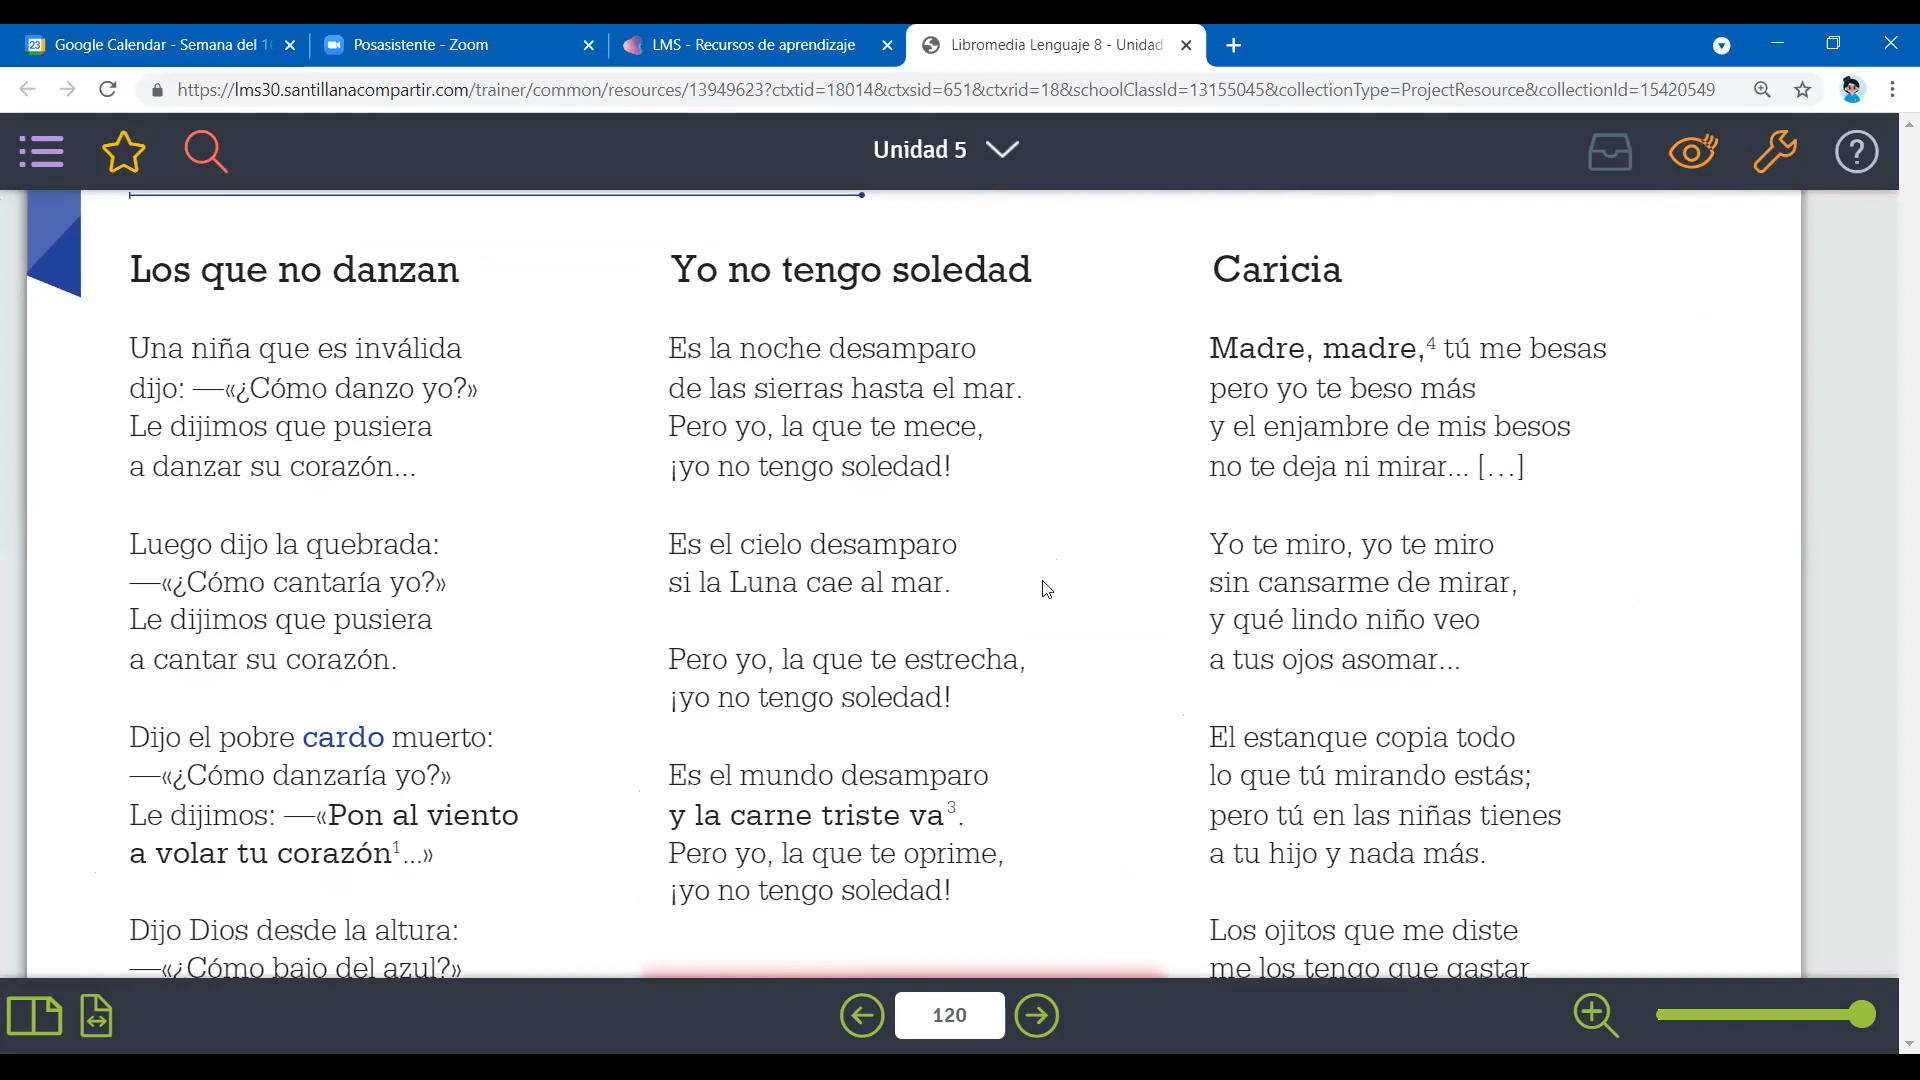 Google Calendar - Semana del 1
Posasistente - Zoom
LMS - Recursos de aprendizaje
Libromedia Lenguaje 8 - Unidad
https://lms30.santillanacompartir.com/trainer/common/resources/13949623?ctxtid=18014&ctxsid=651&ctxrid=18&schoolClassId=13155045&collectionType=ProjectResource&collectionId=15420549
Unidad 5
Los que no danzan
Una niña que es inválida
dijo: —«¿Cómo danzo yo?»
Le dijimos que pusiera
a danzar su corazón...
Luego dijo la quebrada:
—«¿Cómo cantaría yo?»
Le dijimos que pusiera
a cantar su corazón.
Dijo el pobre cardo muerto:
—«¿Cómo danzaría yo?»
Le dijimos: —«Pon al viento
a volar tu corazón¹...»
Dijo Dios desde la altura:
—«¿Cómo bajo del azul?»
Yo no tengo soledad
Es la noche desamparo
de las sierras hasta el mar.
Pero yo, la que te mece,
¡yo no tengo soledad!
Es el cielo desamparo
si la Luna cae al mar.
Pero yo, la que te estrecha,
¡yo no tengo soledad!
Es el mundo desamparo
y la carne triste va³.
Pero yo, la que te oprime,
¡yo no tengo soledad!
Caricia
Madre, madre,⁴ tú me besas
pero yo te beso más
y el enjambre de mis besos
no te deja ni mirar... [...]
Yo te miro, yo te miro
sin cansarme de mirar,
y qué lindo niño veo
a tus ojos asomar...
El estanque copia todo
lo que tú mirando estás;
pero tú en las niñas tienes
a tu hijo y nada más.
Los ojitos que me diste
me los tengo que gastar
120